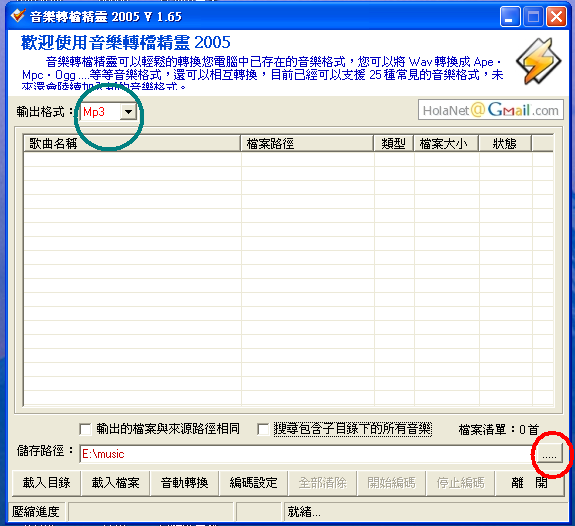 音樂轉檔精靈 2005 V 1.65
歡迎使用音樂轉檔精靈 2005
音樂轉檔精靈可以輕鬆的轉換您電腦中已存在的音樂格式，您可以將 Wav 轉換成 Ape、
Mpc、Ogg ....等等音樂格式，還可以相互轉換，目前已經可以支援 25種常見的音樂格式，未
來還會陸續加入新的音樂格式。
輸出格式： Mp3
HolaNet@Gmail.com
歌曲名稱 檔案路徑 類型 檔案大小 狀態
輸出的檔案與來源路徑相同 搜尋包含子目錄下的所有音樂 檔案清單：0 首
儲存路徑： E:\music .....
載入目錄 載入檔案 音動轉換 編碼設定 全部清除 開始編碼 停止編碼 離 開
壓縮進度 就緒...